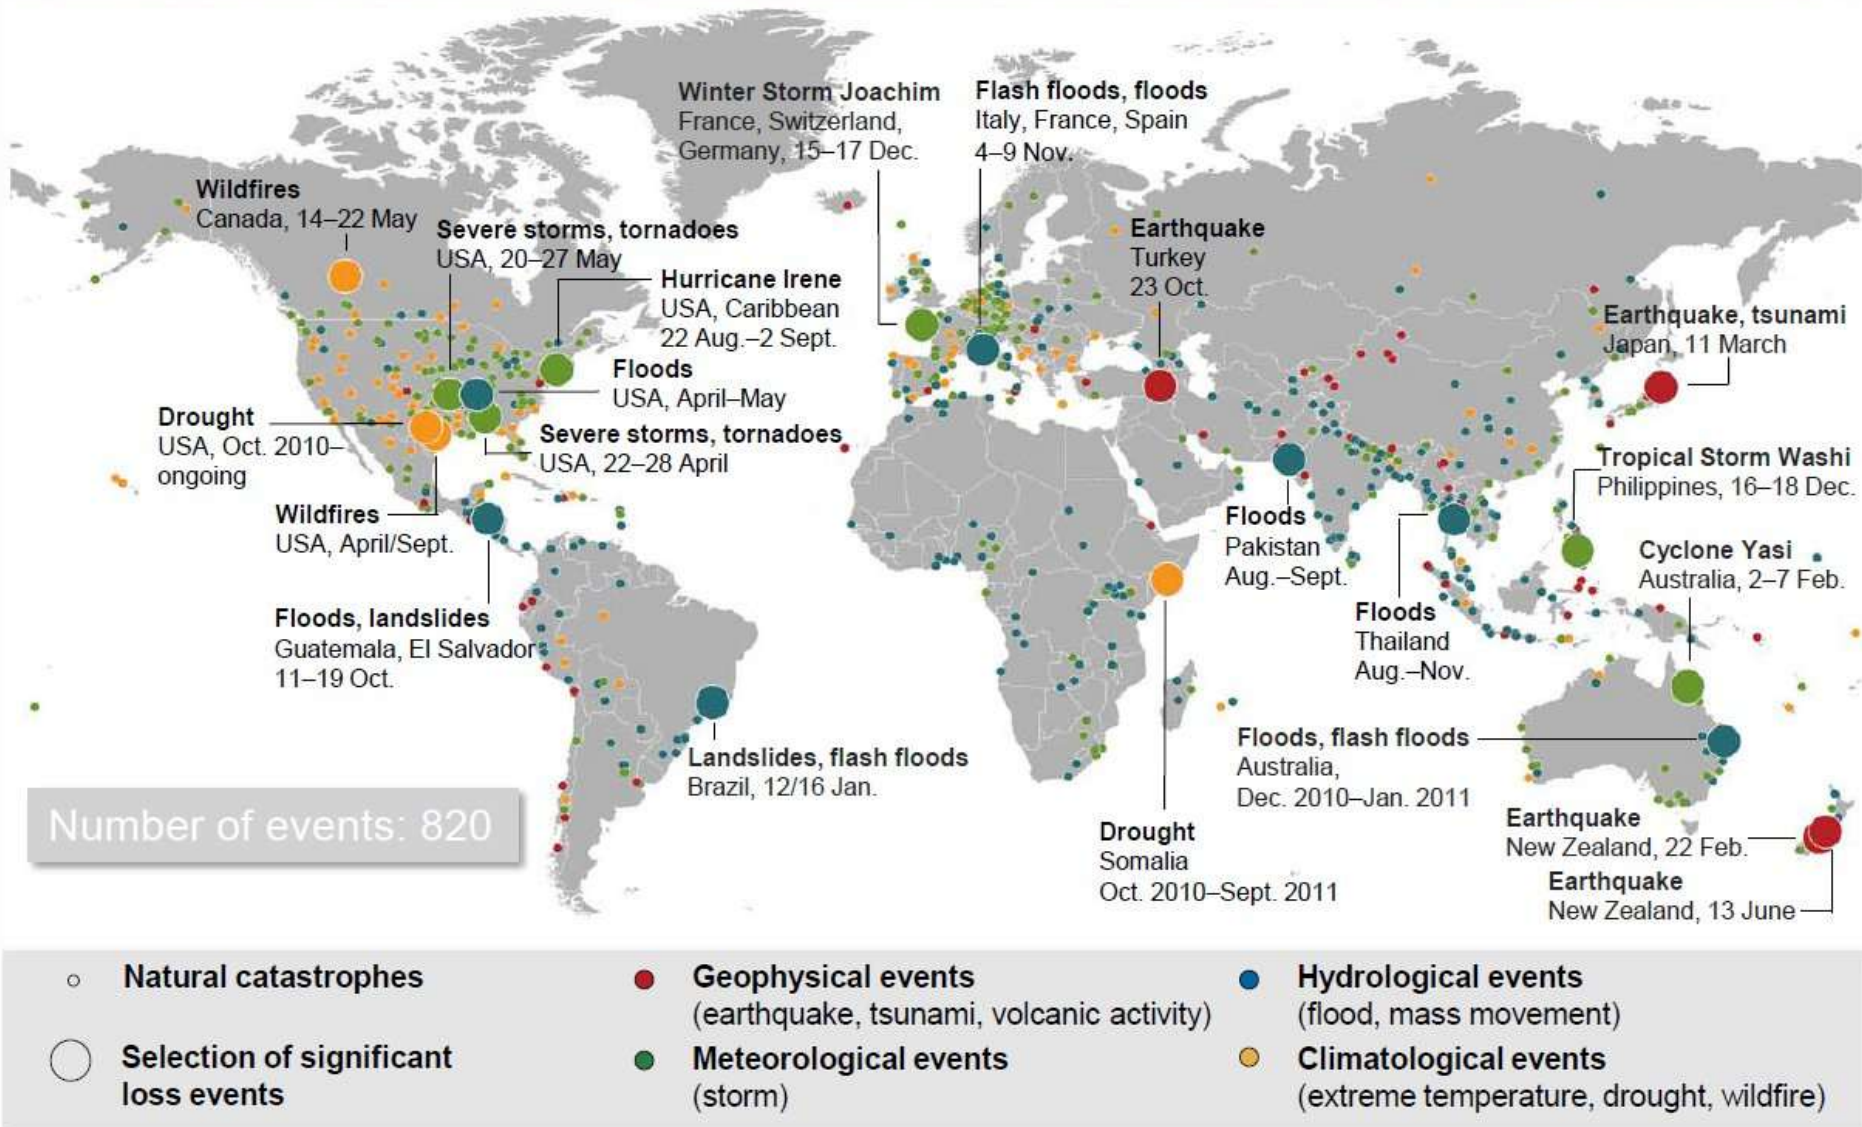 Winter Storm Joachim
France, Switzerland,
Germany, 15–17 Dec.
Flash floods, floods
Italy, France, Spain
4–9 Nov.
Wildfires
Canada, 14–22 May
Severe storms, tornadoes
USA, 20–27 May
Earthquake
Turkey
23 Oct.
Hurricane Irene
USA, Caribbean
22 Aug.–2 Sept.
Earthquake, tsunami
Japan, 11 March
Floods
USA, April–May
Drought
USA, Oct. 2010–
ongoing
Severe storms, tornadoes
USA, 22–28 April
Tropical Storm Washi
Philippines, 16–18 Dec.
Wildfires
USA, April/Sept.
Floods
Pakistan
Aug.–Sept.
Cyclone Yasi
Australia, 2–7 Feb.
Floods, landslides
Guatemala, El Salvador
11–19 Oct.
Floods
Thailand
Aug.–Nov.
Landslides, flash floods
Brazil, 12/16 Jan.
Floods, flash floods
Australia,
Dec. 2010–Jan. 2011
Number of events: 820
Drought
Somalia
Oct. 2010–Sept. 2011
Earthquake
New Zealand, 22 Feb.
Earthquake
New Zealand, 13 June
Natural catastrophes
Selection of significant
loss events
Geophysical events
(earthquake, tsunami, volcanic activity)
Meteorological events
(storm)
Hydrological events
(flood, mass movement)
Climatological events
(extreme temperature, drought, wildfire)